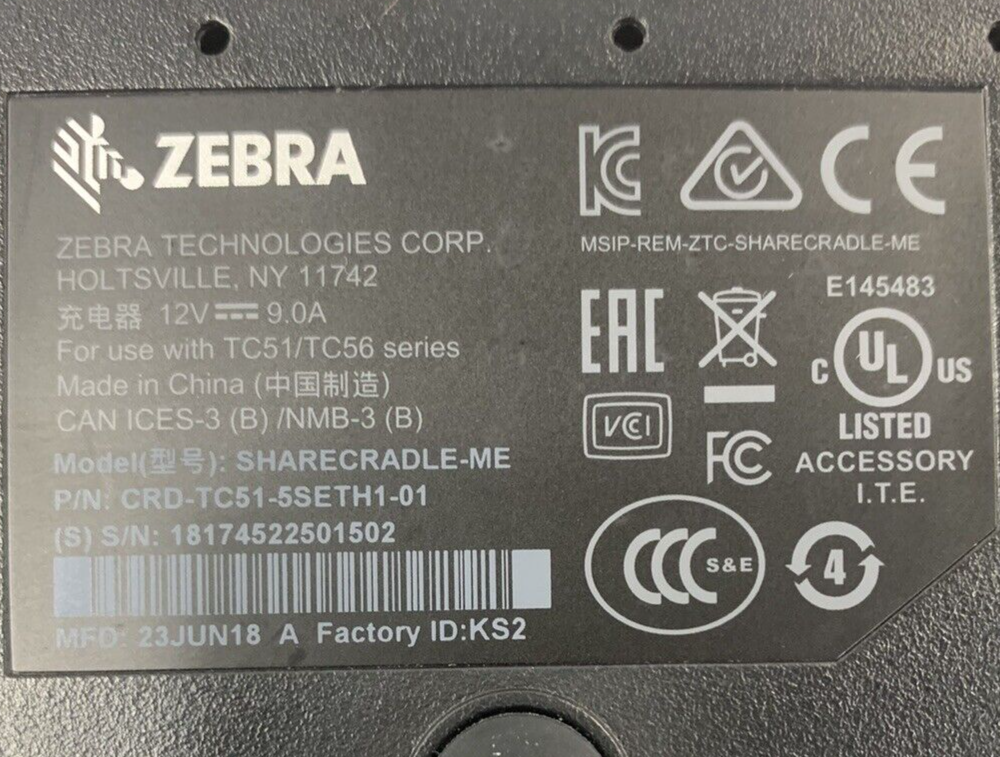 ZEBRA
ZEBRA TECHNOLOGIES CORP.
HOLTSVILLE, NY 11742
充电器 12V⎓9.0A
For use with TC51/TC56 series
Made in China (中国制造)
CAN ICES-3 (B) /NMB-3 (B)
Model(型号): SHARECRADLE-ME
P/N: CRD-TC51-5SETH1-01
(S) S/N: 18174522501502
MFD: 23JUN18 A Factory ID:KS2
KC CE
MSIP-REM-ZTC-SHARECRADLE-ME
EAC
E145483
C UL US
LISTED
ACCESSORY
I.T.E.
VCI
FC
CCC S&E
4